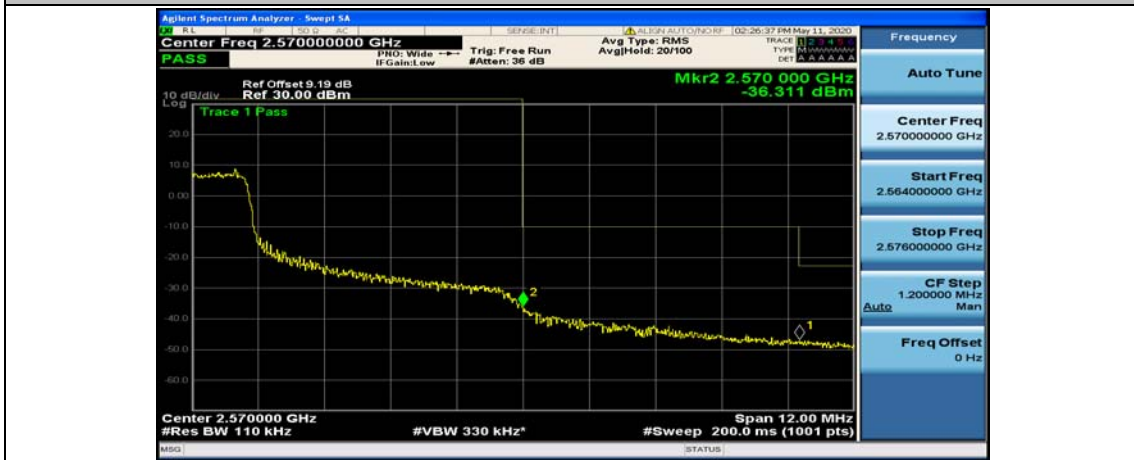 Agilent Spectrum Analyzer - Swept SA
RL RF 50 Ω AC SENSE:INT ALIGN AUTO/NO RF 02:26:37 PM May 11, 2020
Center Freq 2.570000000 GHz
PASS
PNO: Wide
IFGain:Low
Trig: Free Run
#Atten: 36 dB
Avg Type: RMS
Avg|Hold: 20/100
TRACE 1 2 3 4 5 6
TYPE M
DET A A A A A A
Ref Offset 9.19 dB
10 dB/div Ref 30.00 dBm
Log
Mkr2 2.570 000 GHz
-36.311 dBm
Trace 1 Pass
20.0
10.0
0.00
-10.0
-20.0
-30.0
-40.0
-50.0
-60.0
2
1
Center 2.570000 GHz
Span 12.00 MHz
#Res BW 110 kHz
#VBW 330 kHz*
#Sweep 200.0 ms (1001 pts)
MSG
STATUS
Frequency
Auto Tune
Center Freq
2.570000000 GHz
Start Freq
2.564000000 GHz
Stop Freq
2.576000000 GHz
CF Step
1.200000 MHz
Auto Man
Freq Offset
0 Hz